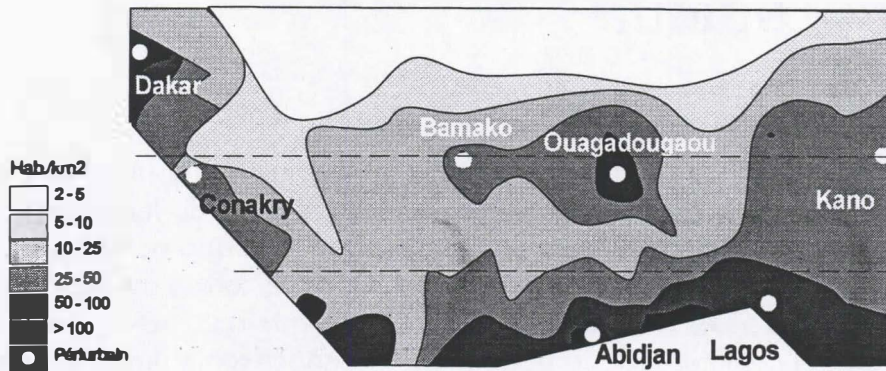 Dakar
Bamako
Ouagadougaou
Kano
Conakry
Abidjan Lagos
Hab./km2
2 - 5
5 - 10
10 - 25
25 - 50
50 - 100
> 100